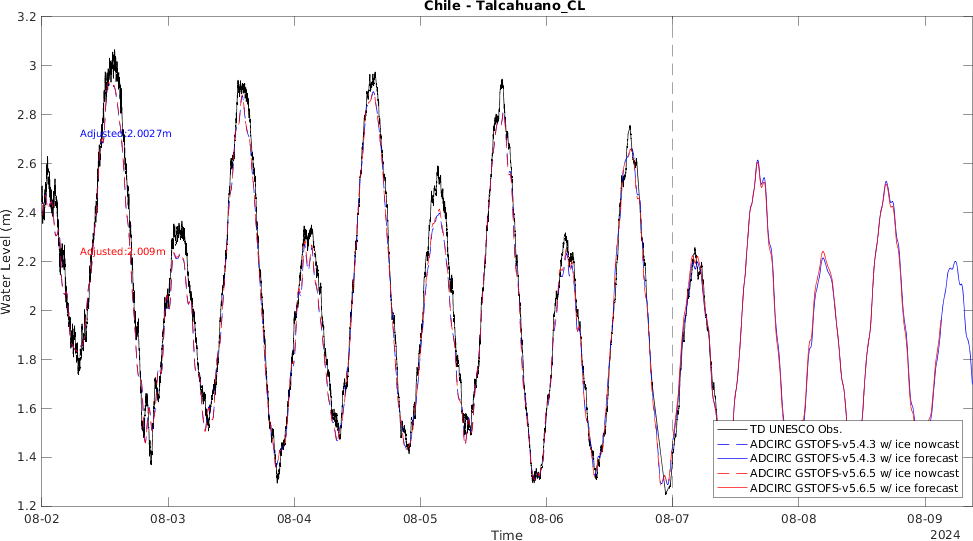 Chile - Talcahuano_CL
3.2
3
2.8
2.6
2.4
2.2
2
1.8
1.6
1.4
1.2
Water Level (m)
Adjusted:2.0027m
Adjusted:2.009m
TD UNESCO Obs.
ADCIRC GSTOFS-v5.4.3 w/ ice nowcast
ADCIRC GSTOFS-v5.4.3 w/ ice forecast
ADCIRC GSTOFS-v5.6.5 w/ ice nowcast
ADCIRC GSTOFS-v5.6.5 w/ ice forecast
08-02 08-03 08-04 08-05 08-06 08-07 08-08 08-09
Time
2024